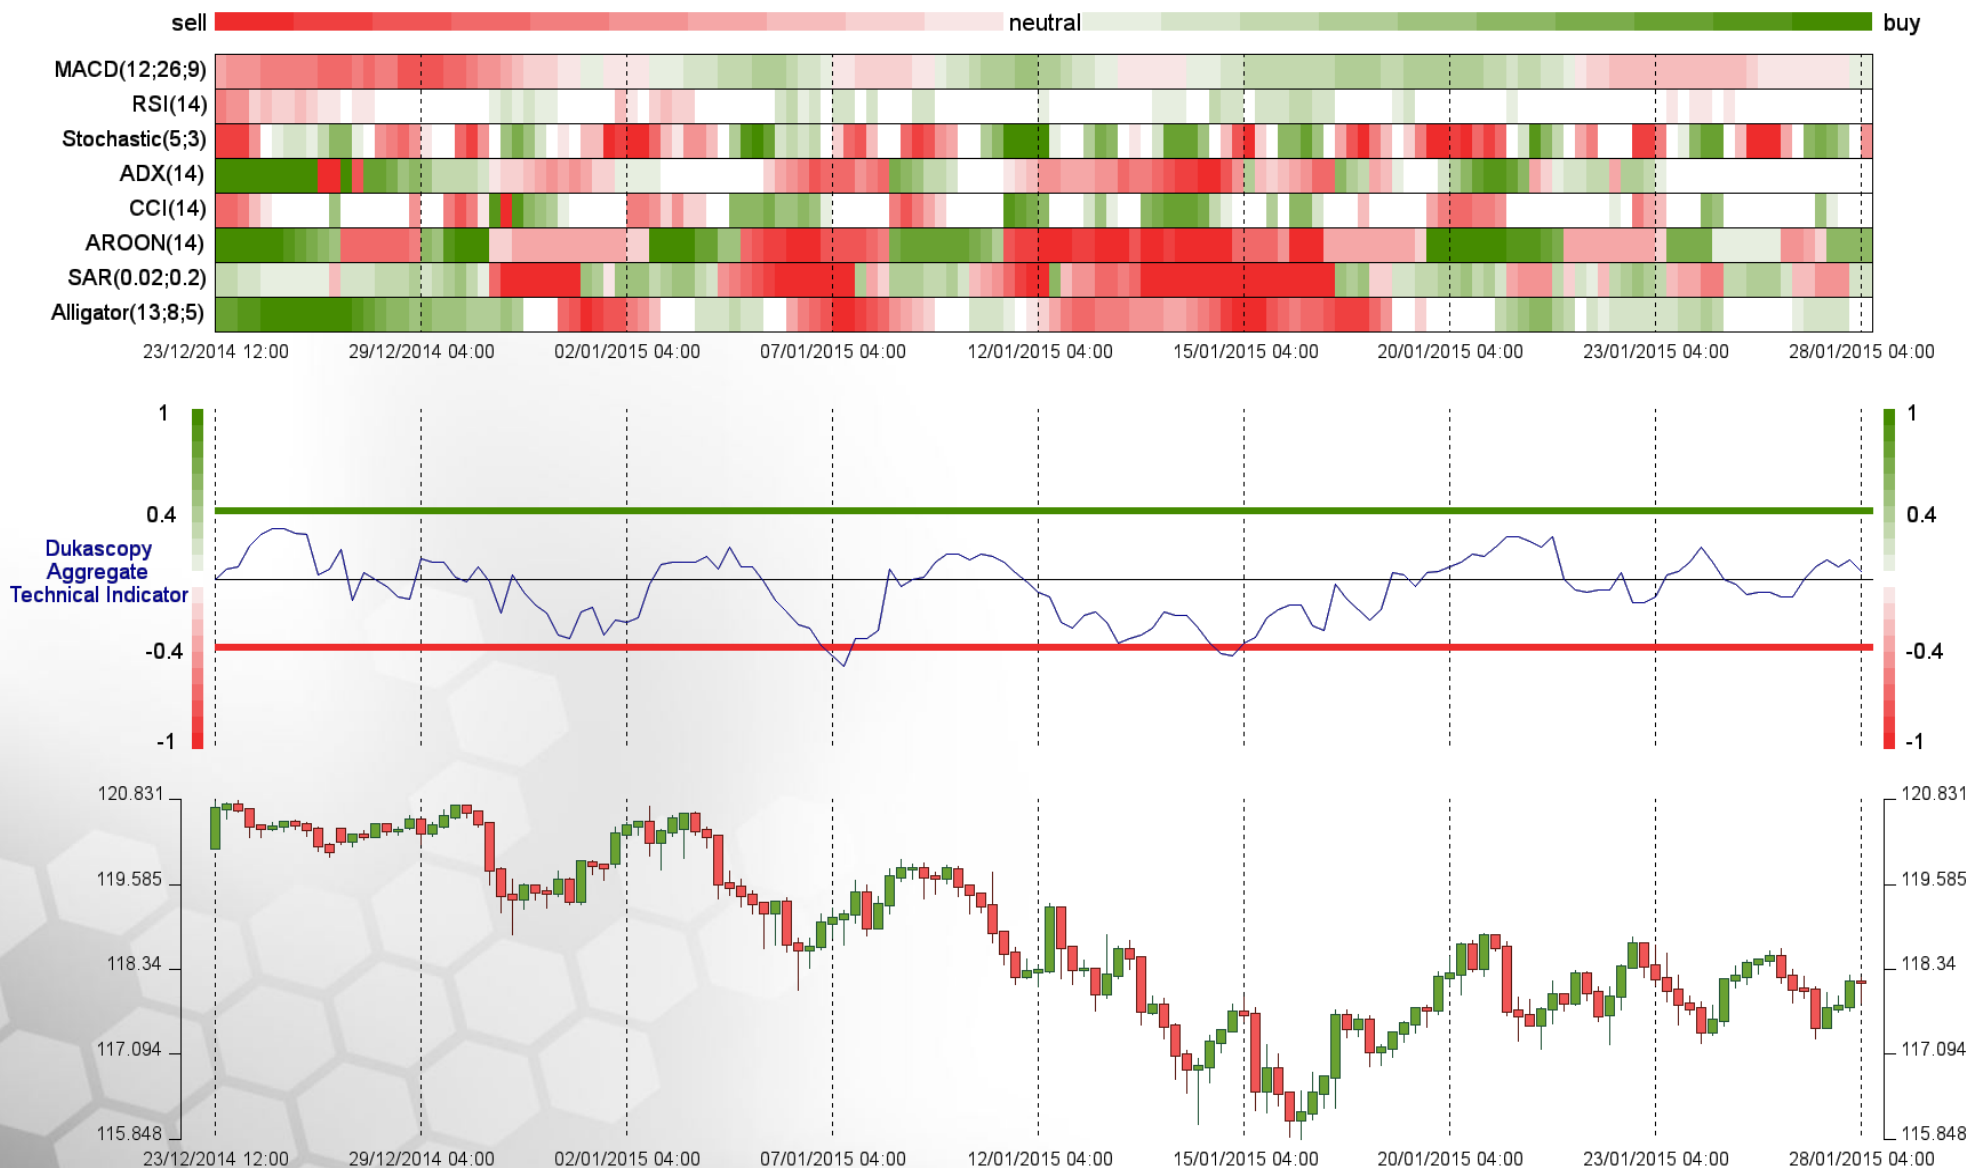 sell neutral buy
MACD(12;26;9)
RSI(14)
Stochastic(5;3)
ADX(14)
CCI(14)
AROON(14)
SAR(0.02;0.2)
Alligator(13;8;5)
23/12/2014 12:00 29/12/2014 04:00 02/01/2015 04:00 07/01/2015 04:00 12/01/2015 04:00 15/01/2015 04:00 20/01/2015 04:00 23/01/2015 04:00 28/01/2015 04:00
1 1
0.4 0.4
Dukascopy
Aggregate
Technical Indicator
-0.4 -0.4
-1 -1
120.831 120.831
119.585 119.585
118.34 118.34
117.094 117.094
115.848 115.848
23/12/2014 12:00 29/12/2014 04:00 02/01/2015 04:00 07/01/2015 04:00 12/01/2015 04:00 15/01/2015 04:00 20/01/2015 04:00 23/01/2015 04:00 28/01/2015 04:00